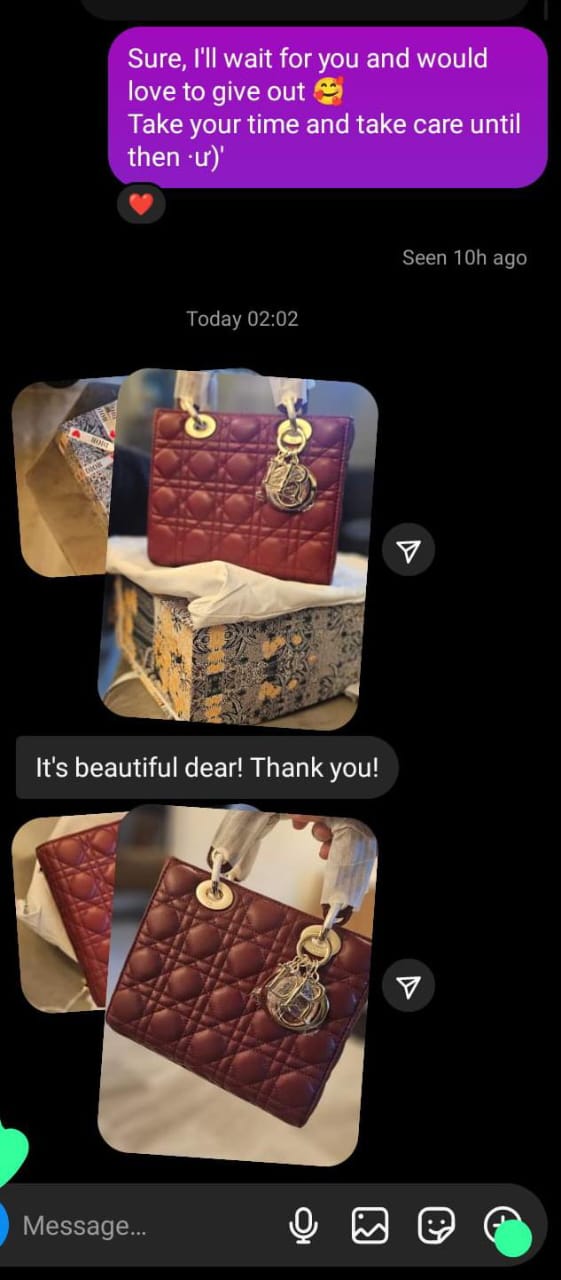 Sure, I'll wait for you and would
love to give out 🥰
Take your time and take care until
then ·ư)'
❤️
Seen 10h ago
Today 02:02
DIOR
It's beautiful dear! Thank you!
Message...